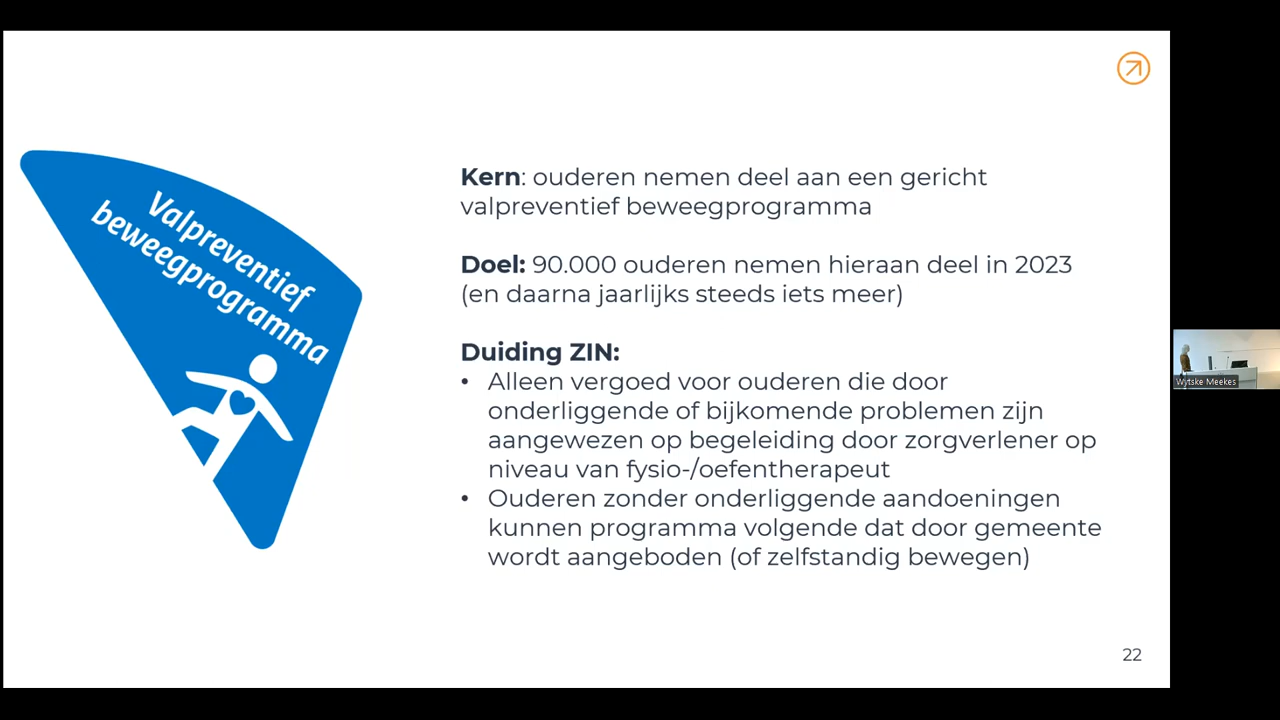 Valpreventief
beweegprogramma
Kern: ouderen nemen deel aan een gericht
valpreventief beweegprogramma
Doel: 90.000 ouderen nemen hieraan deel in 2023
(en daarna jaarlijks steeds iets meer)
Duiding ZIN:
• Alleen vergoed voor ouderen die door
onderliggende of bijkomende problemen zijn
aangewezen op begeleiding door zorgverlener op
niveau van fysio-/oefentherapeut
• Ouderen zonder onderliggende aandoeningen
kunnen programma volgende dat door gemeente
wordt aangeboden (of zelfstandig bewegen)
22
Wytske Meekes